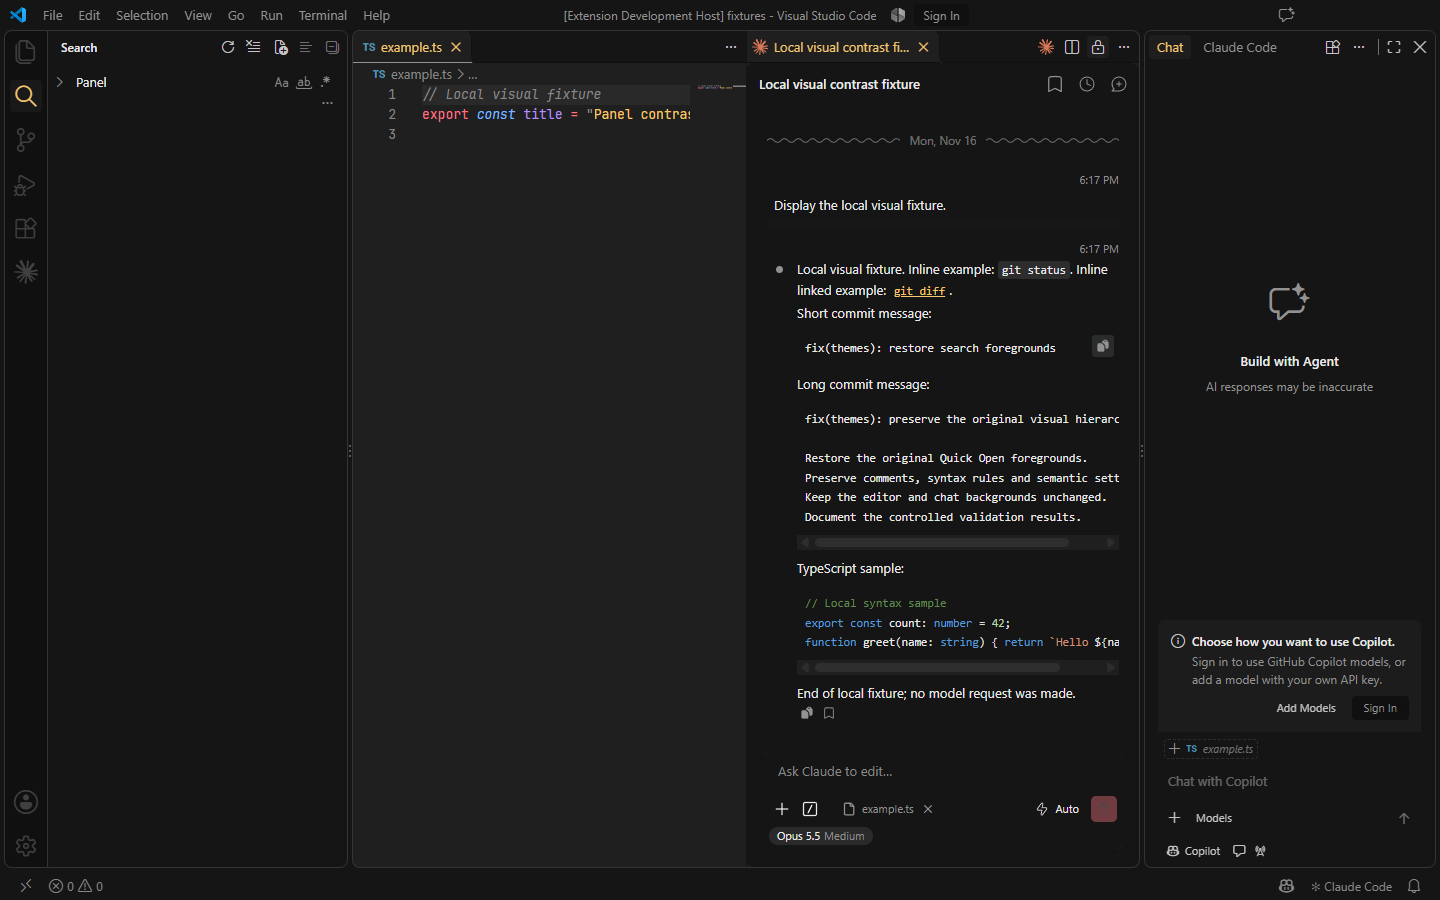 File Edit Selection View Go Run Terminal Help
[Extension Development Host] fixtures - Visual Studio Code
Sign In
Search
Panel
Aa ab .*
TS example.ts
TS example.ts > ...
1 // Local visual fixture
2 export const title = "Panel contras
3
Local visual contrast fi...
Local visual contrast fixture
Mon, Nov 16
6:17 PM
Display the local visual fixture.
6:17 PM
Local visual fixture. Inline example: git status. Inline
linked example: git diff .
Short commit message:
fix(themes): restore search foregrounds
Long commit message:
fix(themes): preserve the original visual hierarc
Restore the original Quick Open foregrounds.
Preserve comments, syntax rules and semantic sett
Keep the editor and chat backgrounds unchanged.
Document the controlled validation results.
TypeScript sample:
// Local syntax sample
export const count: number = 42;
function greet(name: string) { return `Hello ${na
End of local fixture; no model request was made.
Ask Claude to edit...
example.ts
Auto
Opus 5.5 Medium
Chat Claude Code
Build with Agent
AI responses may be inaccurate
Choose how you want to use Copilot.
Sign in to use GitHub Copilot models, or
add a model with your own API key.
Add Models Sign In
TS example.ts
Chat with Copilot
Models
Copilot
0 0
Claude Code